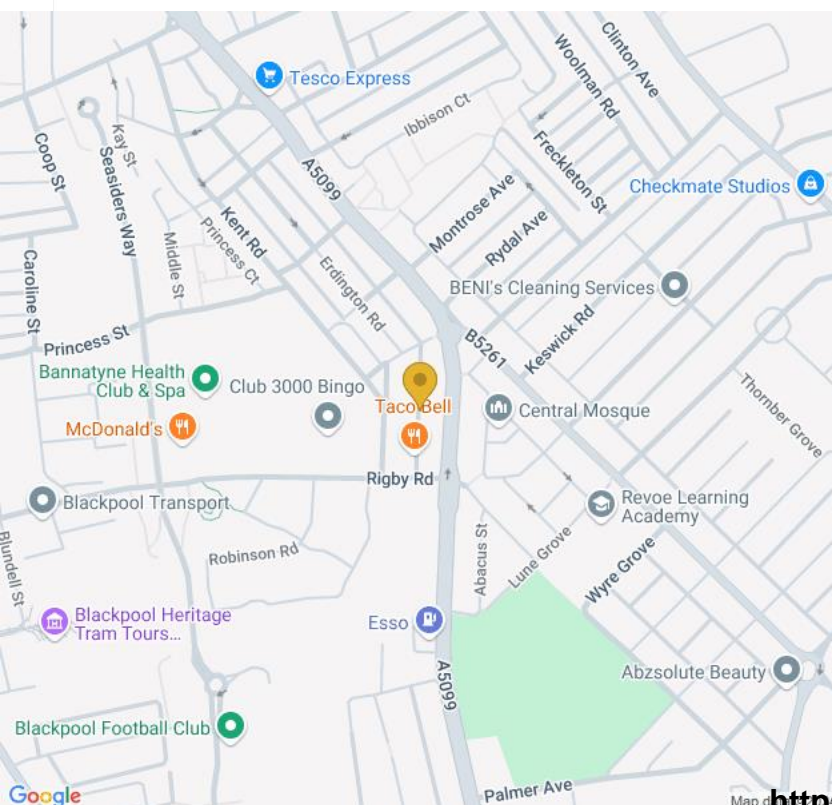 Clinton Ave
Woolman Rd
Tesco Express
Ibbison Ct
Coop St
Kay St
Seasiders Way
A5099
Freckleton St
Checkmate Studios
Montrose Ave
Rydal Ave
Kent Rd
Princess Ct
Middle St
Caroline St
Erdington Rd
BENI's Cleaning Services
Princess St
B5261
Keswick Rd
Bannatyne Health
Club & Spa
Club 3000 Bingo
Taco Bell
Central Mosque
Thornber Grove
McDonald's
Rigby Rd
Blackpool Transport
Revoe Learning
Academy
Blundell St
Robinson Rd
Abacus St
Lune Grove
Wyre Grove
Blackpool Heritage
Tram Tours...
Esso
Abzsolute Beauty
A5099
Blackpool Football Club
Palmer Ave
Google
Map d
http